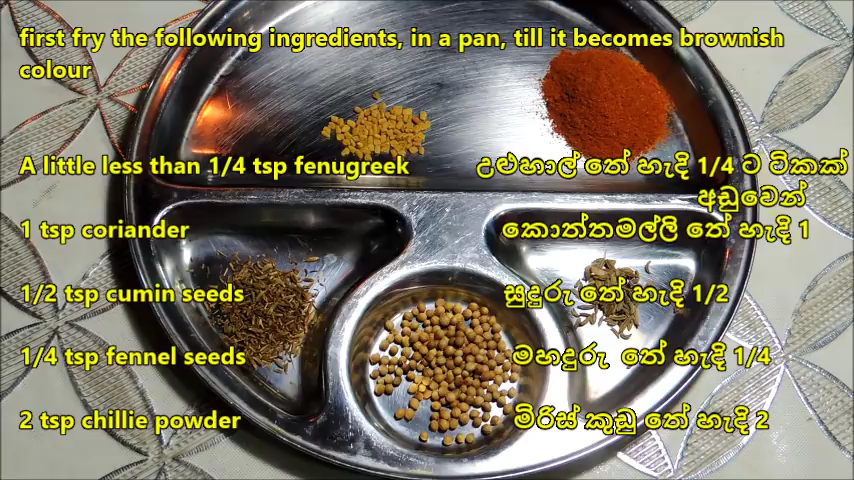 first fry the following ingredients, in a pan, till it becomes brownish
colour
A little less than 1/4 tsp fenugreek
උළුහාල් තේ හැදි 1/4 ට ටිකක්
අඩුවෙන්
1 tsp coriander
කොත්තමල්ලි තේ හැදි 1
1/2 tsp cumin seeds
සුදුරු තේ හැදි 1/2
1/4 tsp fennel seeds
මහදුරු තේ හැදි 1/4
2 tsp chillie powder
මිරිස් කුඩු තේ හැදි 2